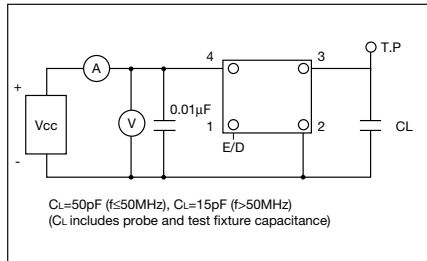 T.P
A
4
3
+
0.01µF
Vcc
V
CL
1
2
E/D
-
CL=50pF (f≤50MHz), CL=15pF (f>50MHz)
(CL includes probe and test fixture capacitance)